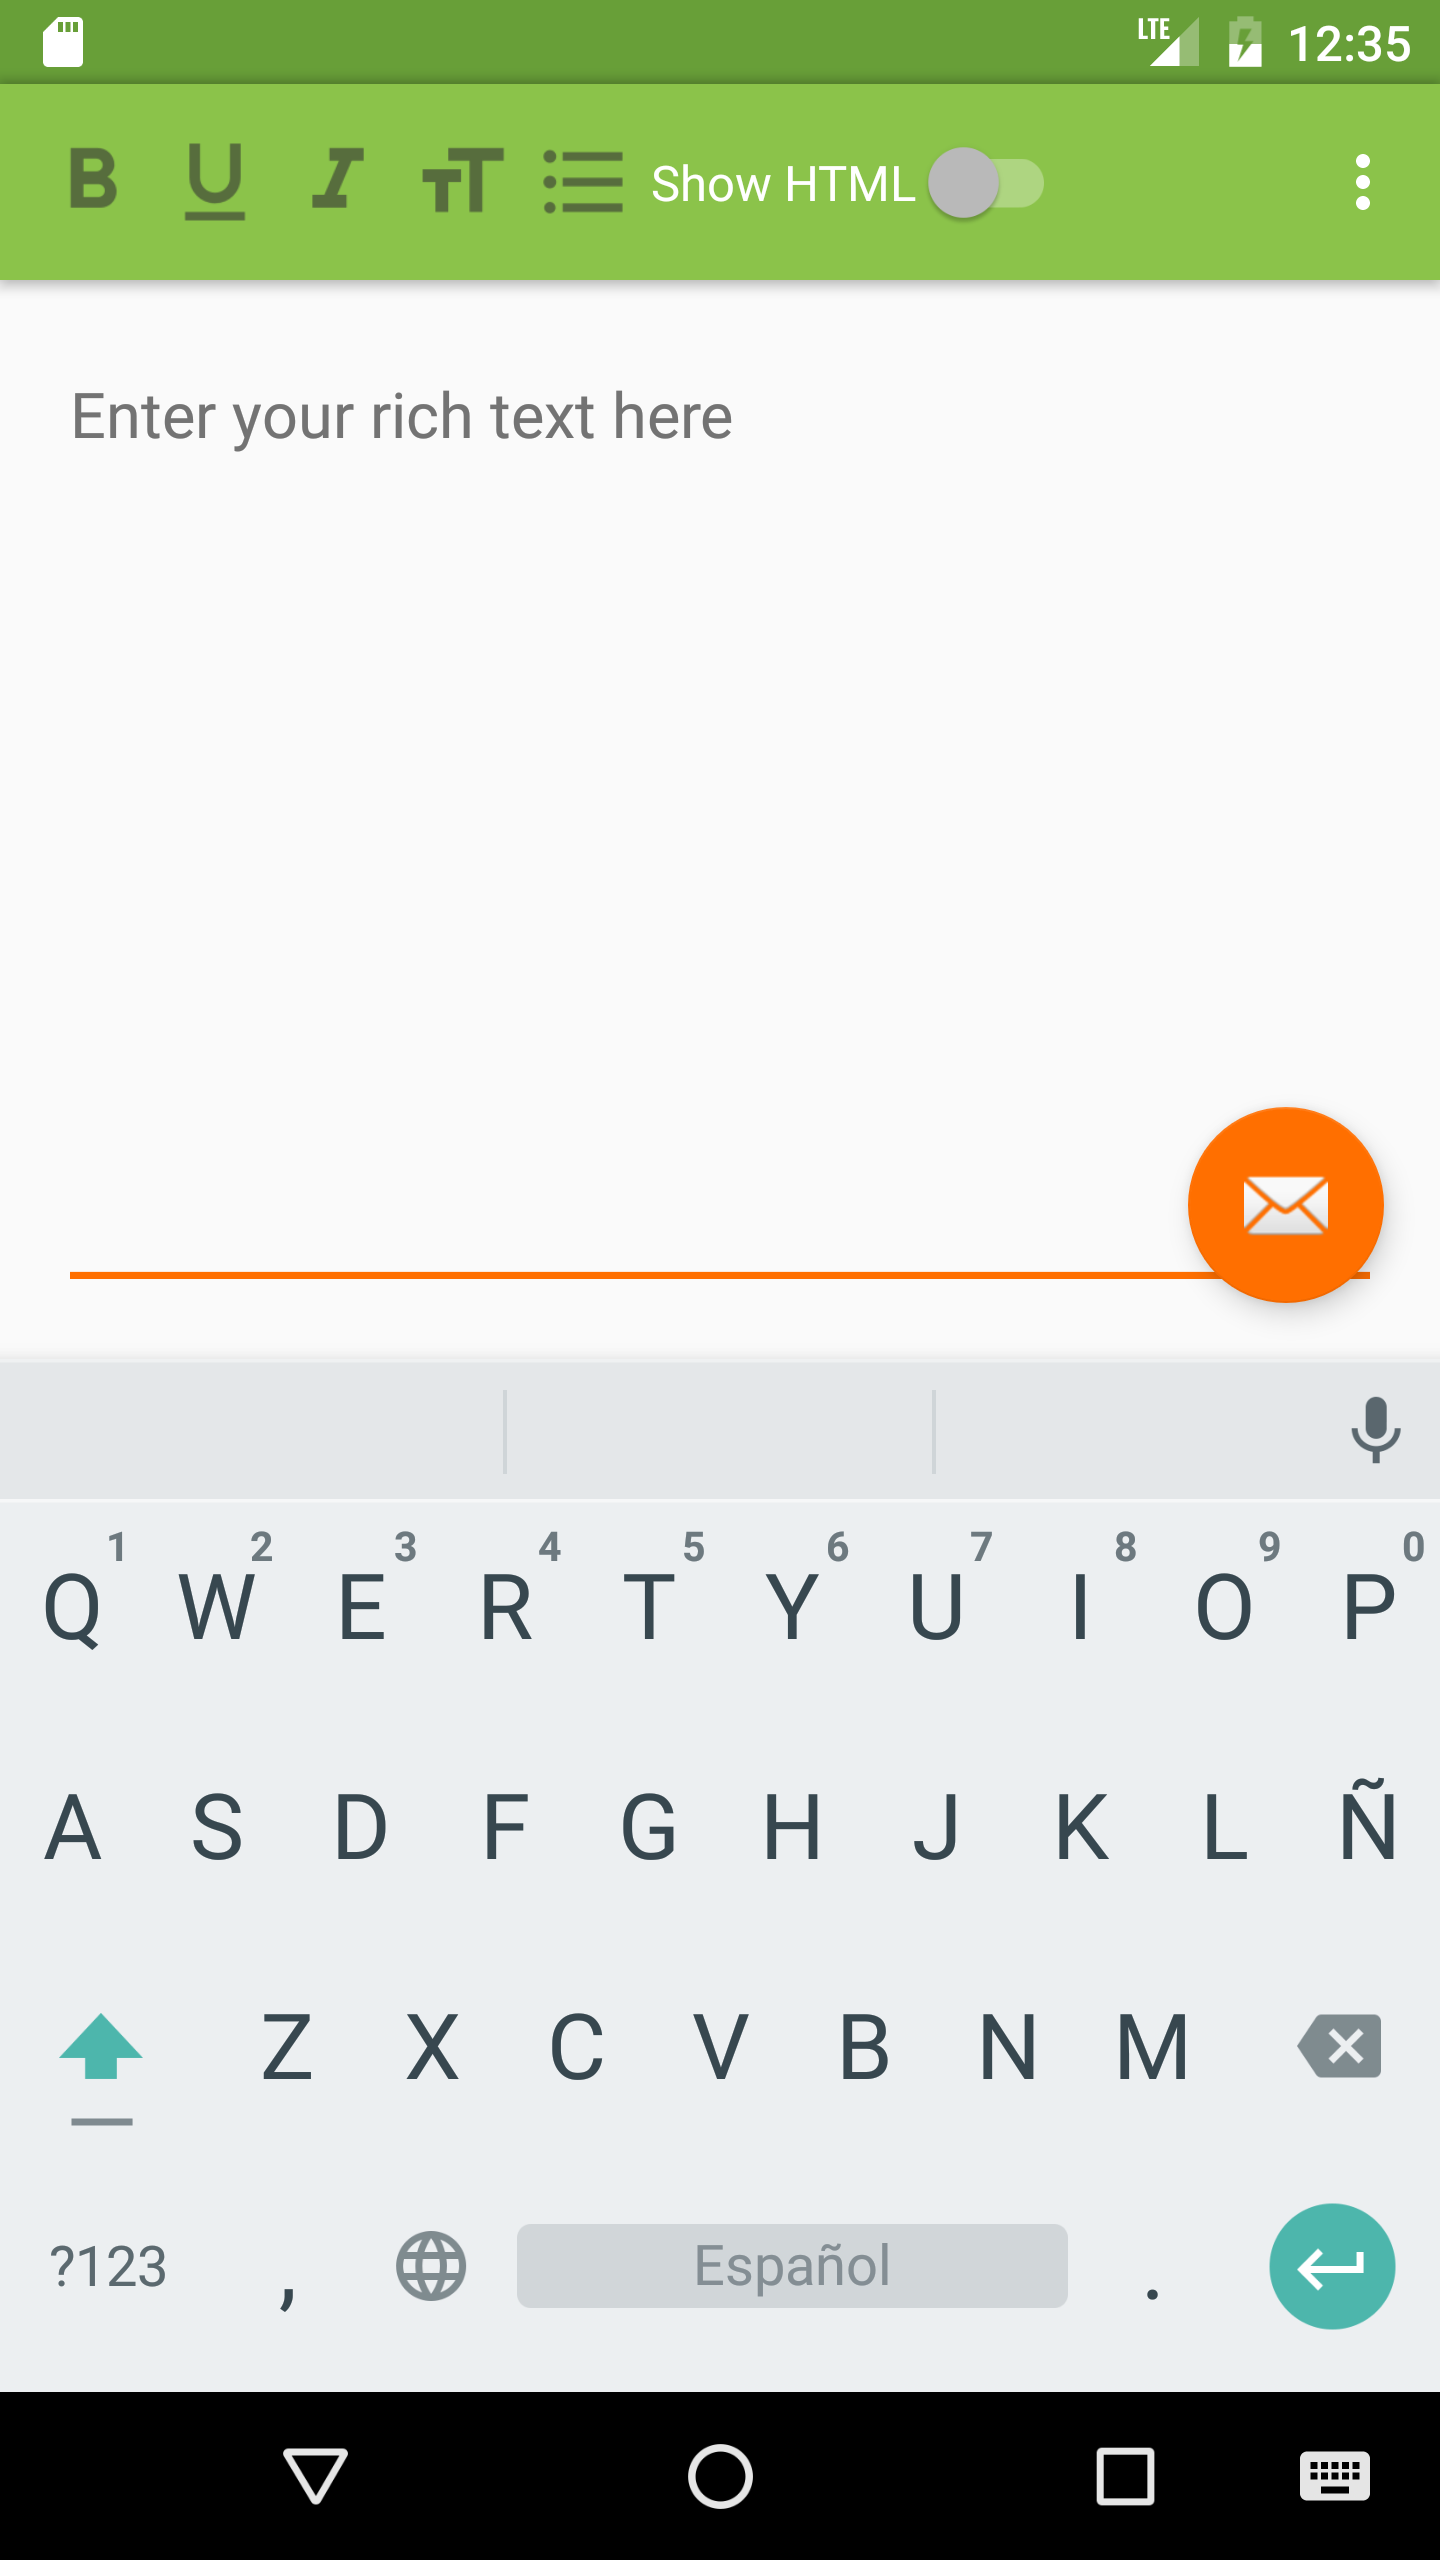 LTE 12:35
B U I TT Show HTML
Enter your rich text here
1 2 3 4 5 6 7 8 9 0
Q W E R T Y U I O P
A S D F G H J K L Ñ
Z X C V B N M
?123 , Español .